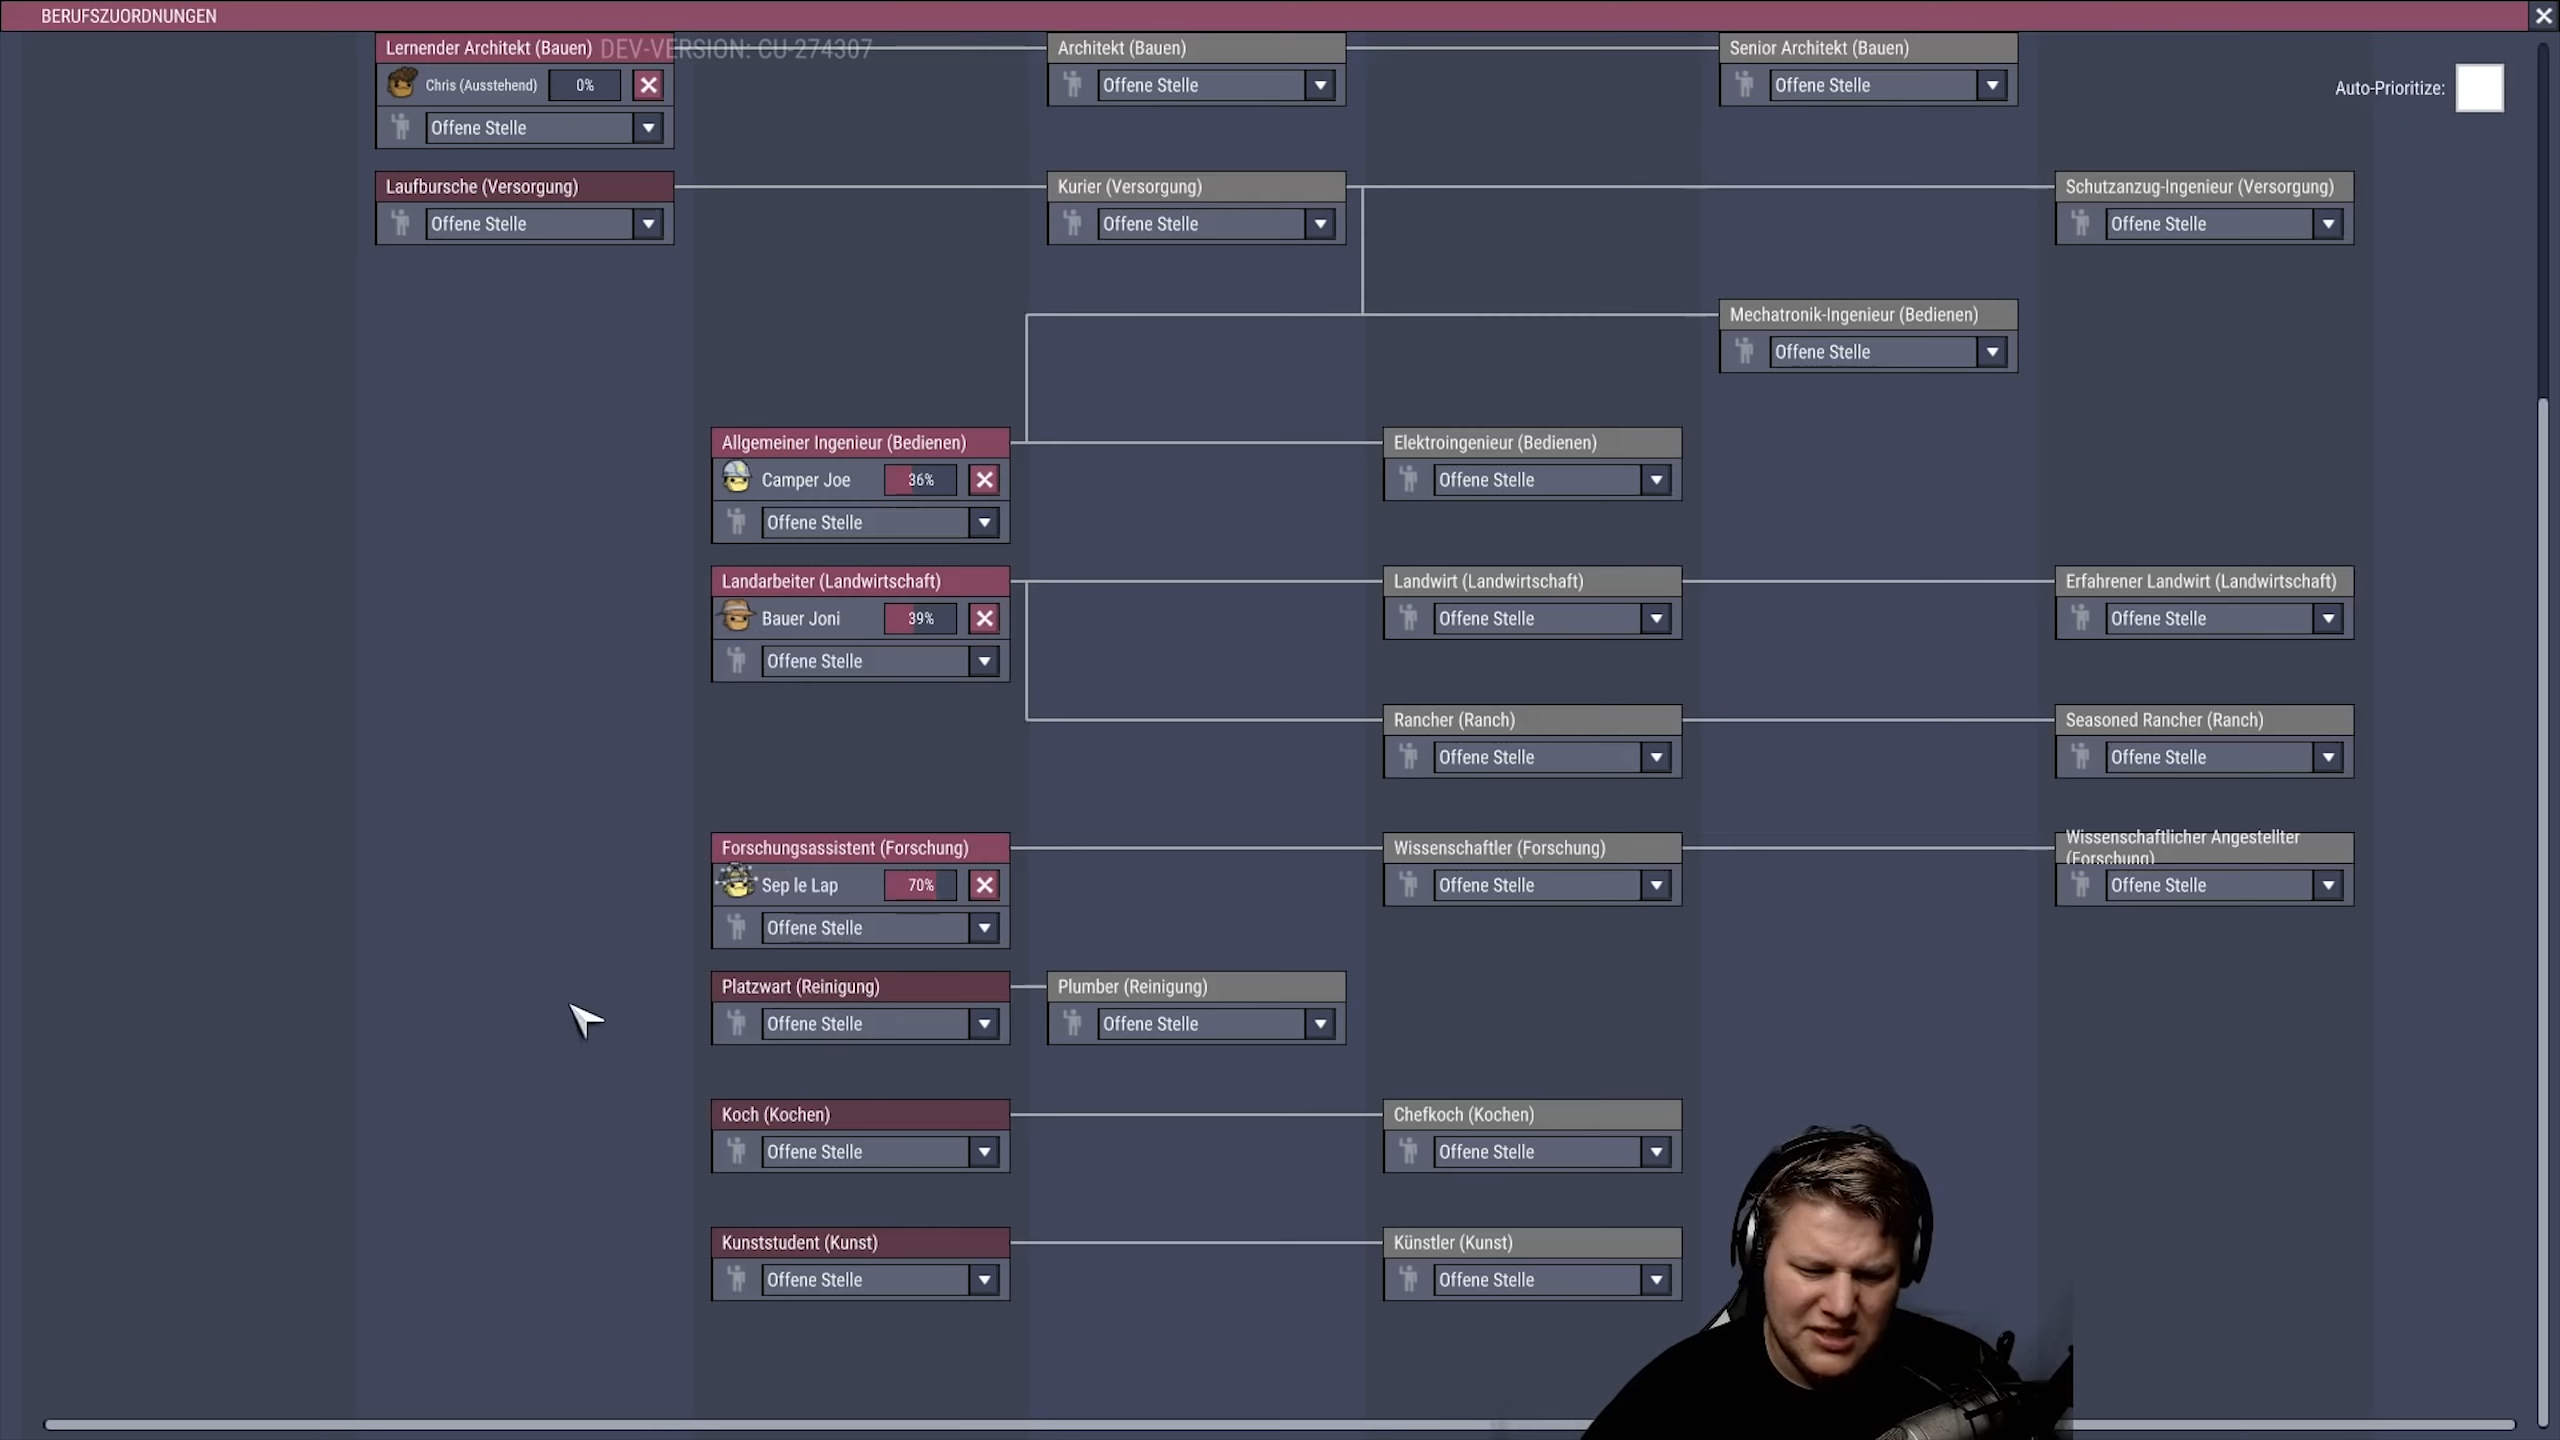 BERUFSZUORDNUNGEN
DEV-VERSION: CU-274307
Auto-Prioritize:
Lernender Architekt (Bauen)
Chris (Ausstehend) 0%
Offene Stelle
Architekt (Bauen)
Offene Stelle
Senior Architekt (Bauen)
Offene Stelle
Laufbursche (Versorgung)
Offene Stelle
Kurier (Versorgung)
Offene Stelle
Schutzanzug-Ingenieur (Versorgung)
Offene Stelle
Mechatronik-Ingenieur (Bedienen)
Offene Stelle
Allgemeiner Ingenieur (Bedienen)
Camper Joe 36%
Offene Stelle
Elektroingenieur (Bedienen)
Offene Stelle
Landarbeiter (Landwirtschaft)
Bauer Joni 39%
Offene Stelle
Landwirt (Landwirtschaft)
Offene Stelle
Erfahrener Landwirt (Landwirtschaft)
Offene Stelle
Rancher (Ranch)
Offene Stelle
Seasoned Rancher (Ranch)
Offene Stelle
Forschungsassistent (Forschung)
Sep le Lap 70%
Offene Stelle
Wissenschaftler (Forschung)
Offene Stelle
Wissenschaftlicher Angestellter
(Forschung)
Offene Stelle
Platzwart (Reinigung)
Offene Stelle
Plumber (Reinigung)
Offene Stelle
Koch (Kochen)
Offene Stelle
Chefkoch (Kochen)
Offene Stelle
Kunststudent (Kunst)
Offene Stelle
Künstler (Kunst)
Offene Stelle